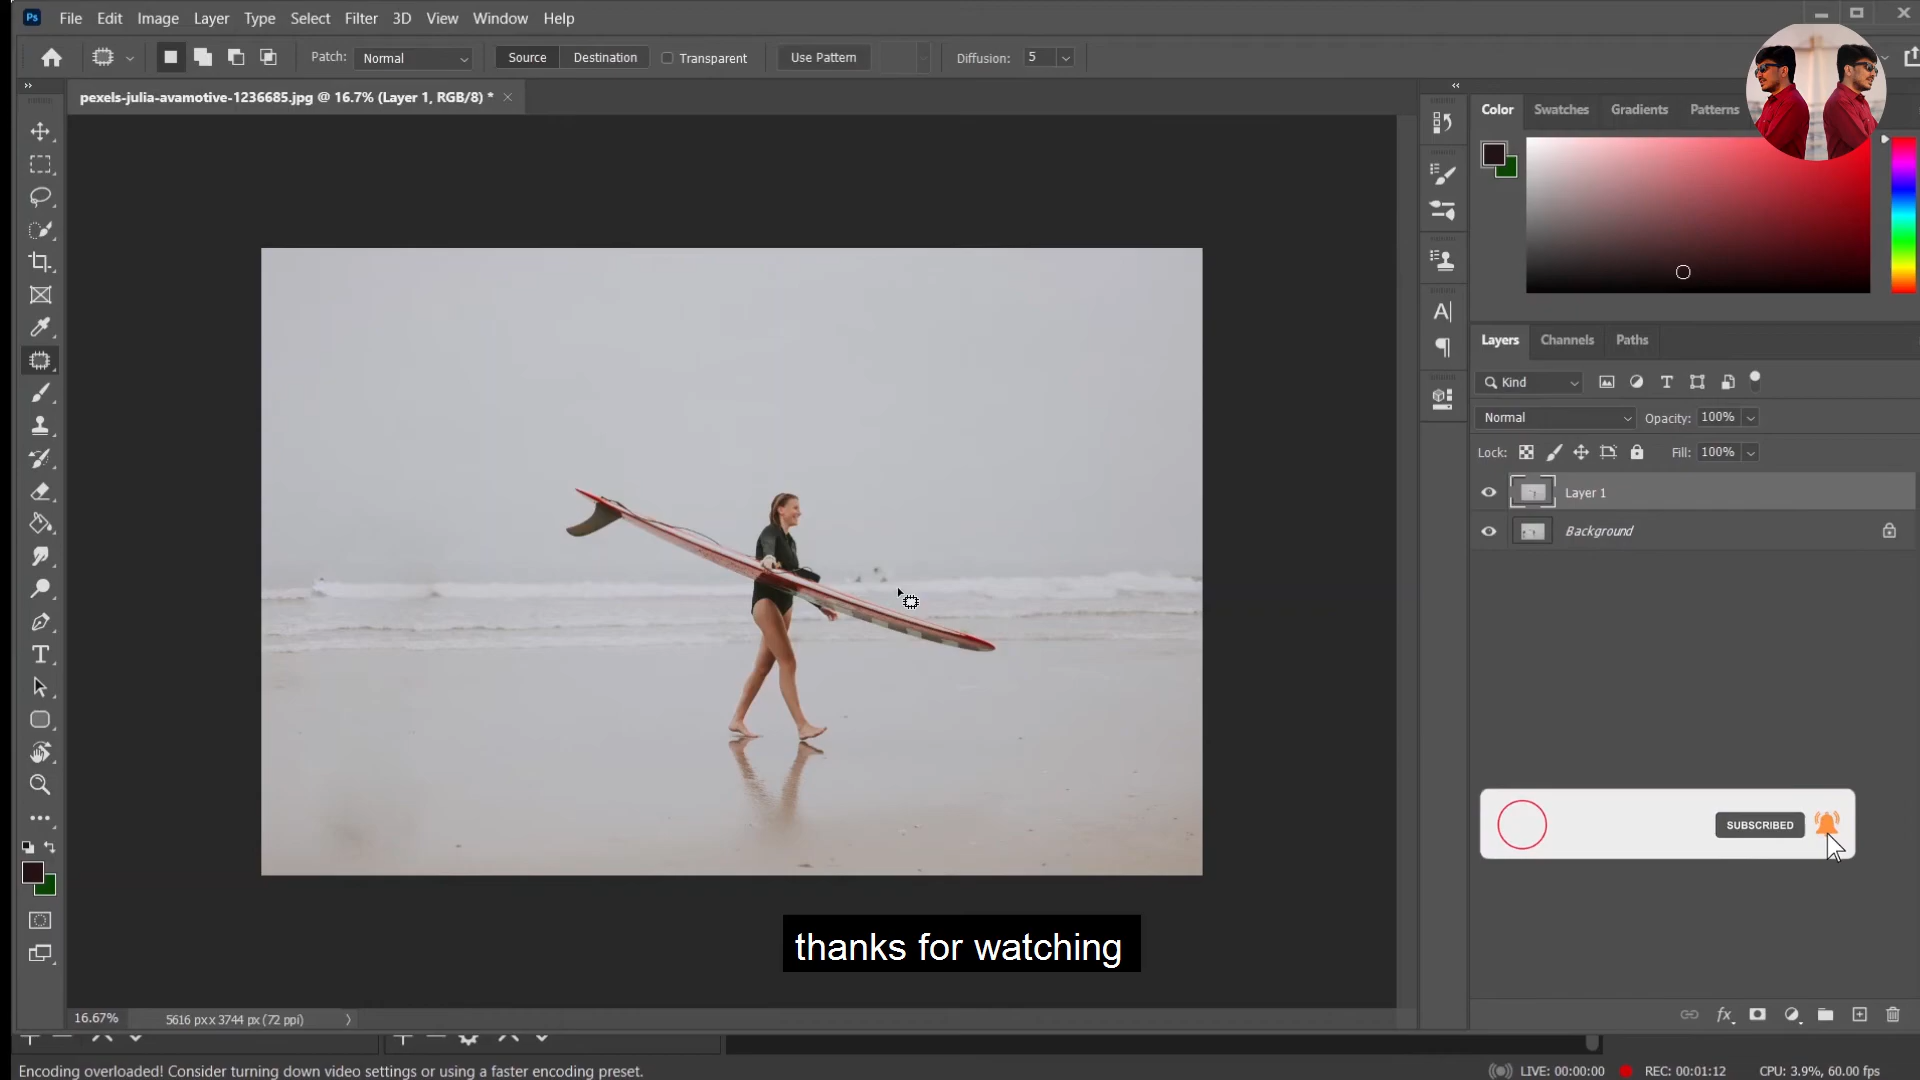 Ps File Edit Image Layer Type Select Filter 3D View Window Help
Patch: Normal Source Destination Transparent Use Pattern Diffusion: 5
pexels-julia-avamotive-1236685.jpg @ 16.7% (Layer 1, RGB/8) * ×
Color Swatches Gradients Patterns
Layers Channels Paths
Kind
Normal Opacity: 100%
Lock: Fill: 100%
Layer 1
Background
SUBSCRIBED
thanks for watching
16.67% 5616 px x 3744 px (72 ppi)
Encoding overloaded! Consider turning down video settings or using a faster encoding preset. LIVE: 00:00:00 REC: 00:01:12 CPU: 3.9%, 60.00 fps